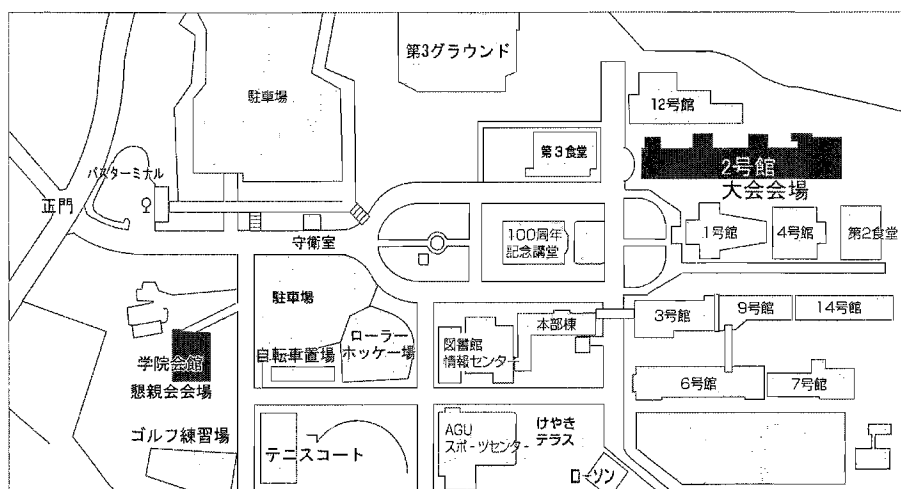 第3グラウンド
駐車場
12号館
第3食堂
2号館
大会会場
バスターミナル
正門
守衛室
100周年
記念講堂
1号館
4号館
第2食堂
駐車場
ローラー
ホッケー場
自転車置場
図書館
情報センター
本部棟
3号館
9号館
14号館
学院会館
懇親会会場
6号館
7号館
ゴルフ練習場
テニスコート
AGU
スポーツセンター
けやき
テラス
ローソン